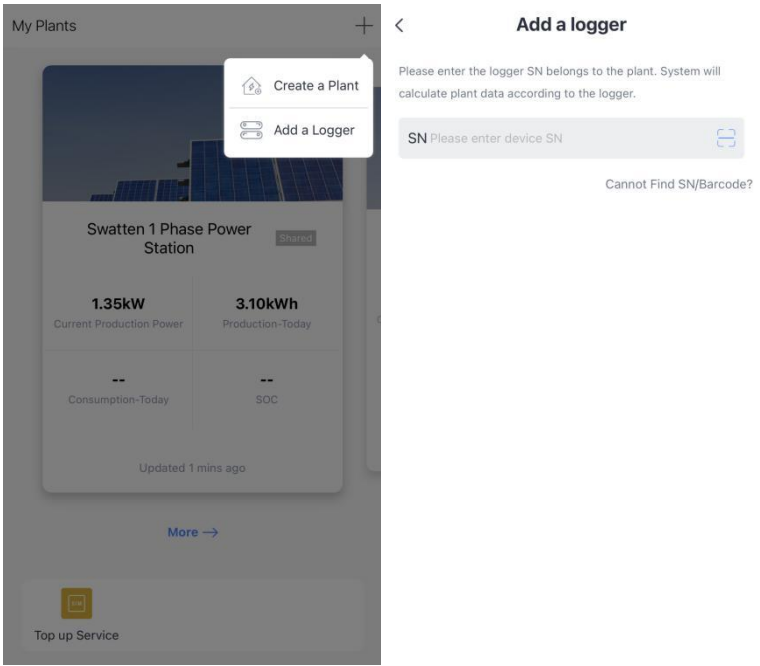 My Plants
Create a Plant
Add a Logger
Swatten 1 Phase Power
Station
Shared
1.35kW
Current Production Power
3.10kWh
Production-Today
--
Consumption-Today
--
SOC
Updated 1 mins ago
More →
Top up Service
Add a logger
Please enter the logger SN belongs to the plant. System will
calculate plant data according to the logger.
SN Please enter device SN
Cannot Find SN/Barcode?